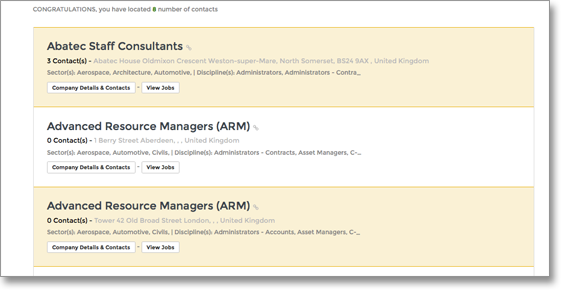 CONGRATULATIONS, you have located 8 number of contacts
Abatec Staff Consultants
3 Contact(s) - Abatec House Oldmixon Crescent Weston-super-Mare, North Somerset, BS24 9AX , United Kingdom
Sector(s): Aerospace, Architecture, Automotive, | Discipline(s): Administrators, Administrators - Contra...
Company Details & Contacts - View Jobs
Advanced Resource Managers (ARM)
0 Contact(s) - 1 Berry Street Aberdeen, , , United Kingdom
Sector(s): Aerospace, Automotive, Civils, | Discipline(s): Administrators - Contracts, Asset Managers, C-...
Company Details & Contacts - View Jobs
Advanced Resource Managers (ARM)
0 Contact(s) - Tower 42 Old Broad Street London, , , United Kingdom
Sector(s): Aerospace, Automotive, Civils, | Discipline(s): Administrators - Accounts, Asset Managers, C-...
Company Details & Contacts - View Jobs